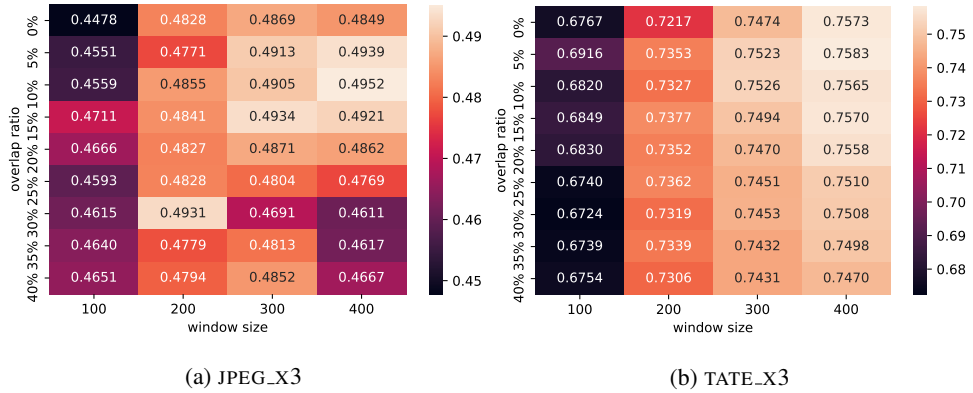 overlap ratio
0% 0.4478 0.4828 0.4869 0.4849
5% 0.4551 0.4771 0.4913 0.4939
10% 0.4559 0.4855 0.4905 0.4952
15% 0.4711 0.4841 0.4934 0.4921
20% 0.4666 0.4827 0.4871 0.4862
25% 0.4593 0.4828 0.4804 0.4769
30% 0.4615 0.4931 0.4691 0.4611
35% 0.4640 0.4779 0.4813 0.4617
40% 0.4651 0.4794 0.4852 0.4667
100 200 300 400
window size
0.49
0.48
0.47
0.46
0.45
(a) JPEG_X3
overlap ratio
0% 0.6767 0.7217 0.7474 0.7573
5% 0.6916 0.7353 0.7523 0.7583
10% 0.6820 0.7327 0.7526 0.7565
15% 0.6849 0.7377 0.7494 0.7570
20% 0.6830 0.7352 0.7470 0.7558
25% 0.6740 0.7362 0.7451 0.7510
30% 0.6724 0.7319 0.7453 0.7508
35% 0.6739 0.7339 0.7432 0.7498
40% 0.6754 0.7306 0.7431 0.7470
100 200 300 400
window size
0.75
0.74
0.73
0.72
0.71
0.70
0.69
0.68
(b) TATE_X3